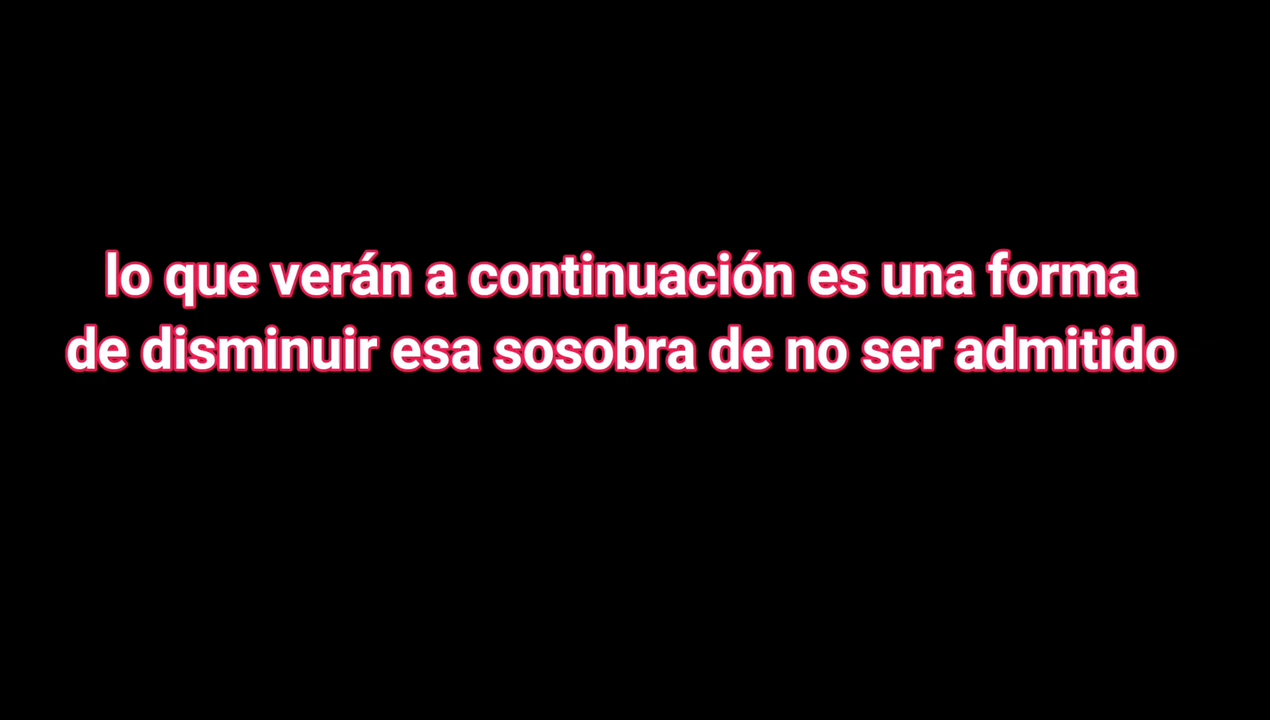 lo que verán a continuación es una forma
de disminuir esa sosobra de no ser admitido